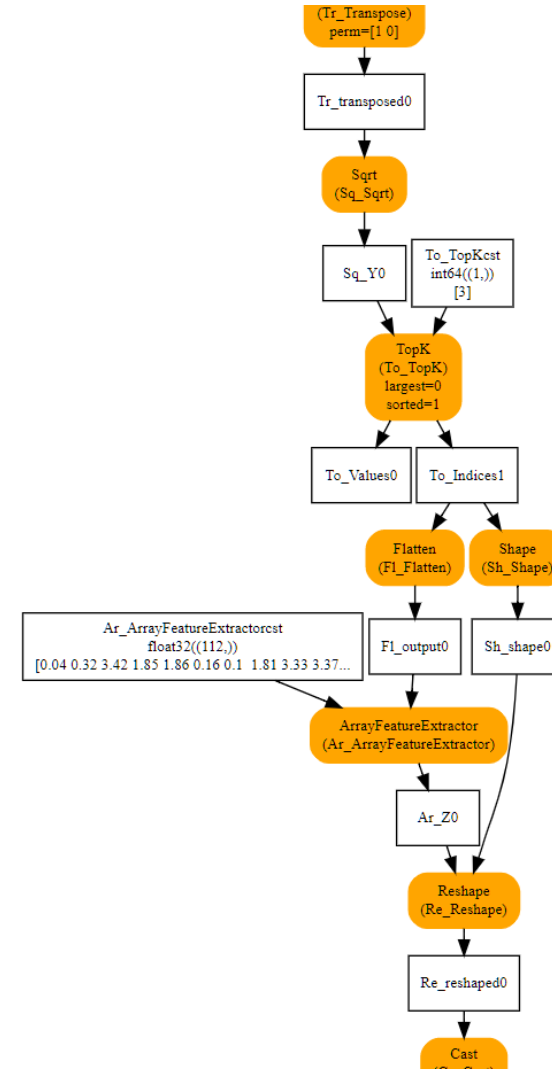 (Tr_Transpose)
perm=[1 0]
Tr_transposed0
Sqrt
(Sq_Sqrt)
Sq_Y0
To_TopKcst
int64((1,))
[3]
TopK
(To_TopK)
largest=0
sorted=1
To_Values0
To_Indices1
Flatten
(Fl_Flatten)
Shape
(Sh_Shape)
Ar_ArrayFeatureExtractorcst
float32((112,))
[0.04 0.32 3.42 1.85 1.86 0.16 0.1 1.81 3.33 3.37...
Fl_output0
Sh_shape0
ArrayFeatureExtractor
(Ar_ArrayFeatureExtractor)
Ar_Z0
Reshape
(Re_Reshape)
Re_reshaped0
Cast